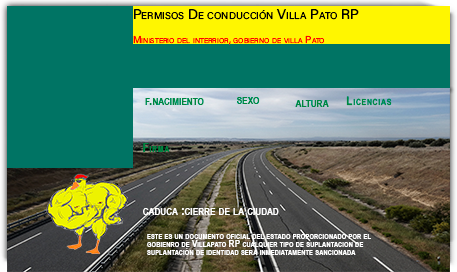 Permisos De conducción Villa Pato RP
Ministerio del interrior, gobierno de villa Pato
f.nacimiento sexo altura Licencias
caduca :cierre de la ciudad
este es un documento oficial del estado proporcionado por el
gobienro de Villapato RP cualquier tipo de suplantacion de
suplantacion de identidad será inmediatamente sancionada